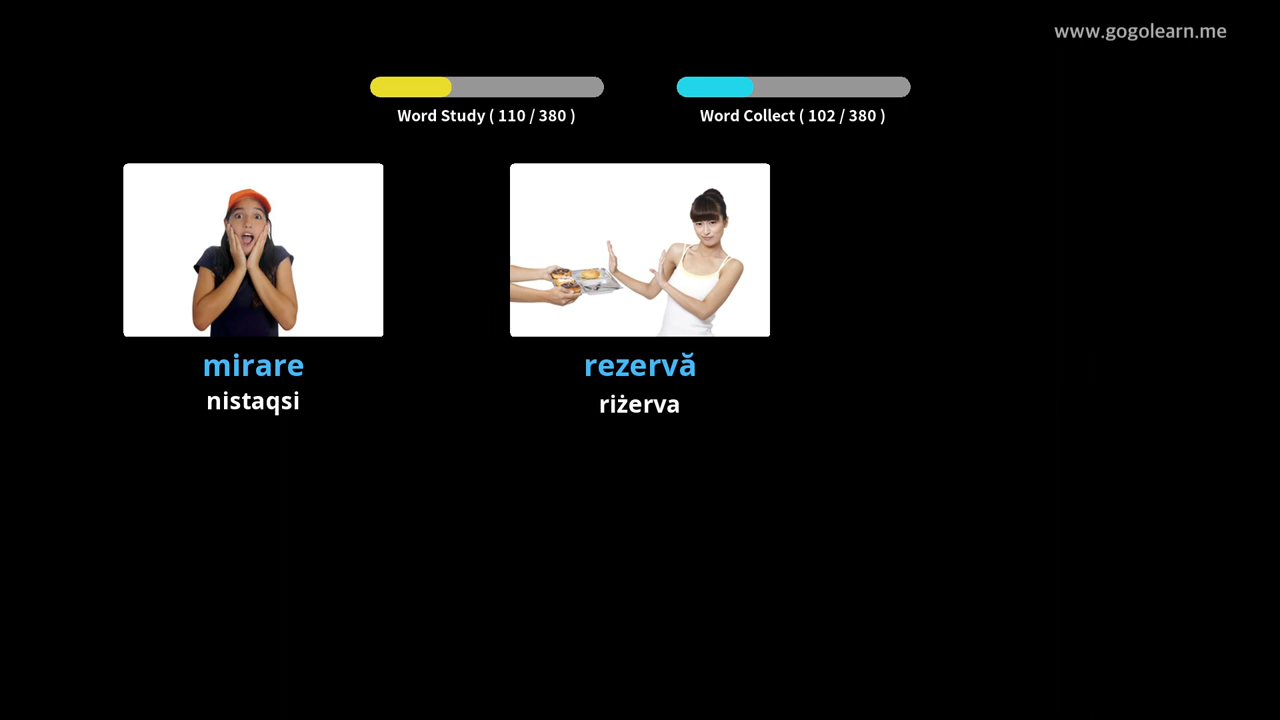 www.gogolearn.me
Word Study ( 110 / 380 )
Word Collect ( 102 / 380 )
mirare
nistaqsi
rezervă
riżerva